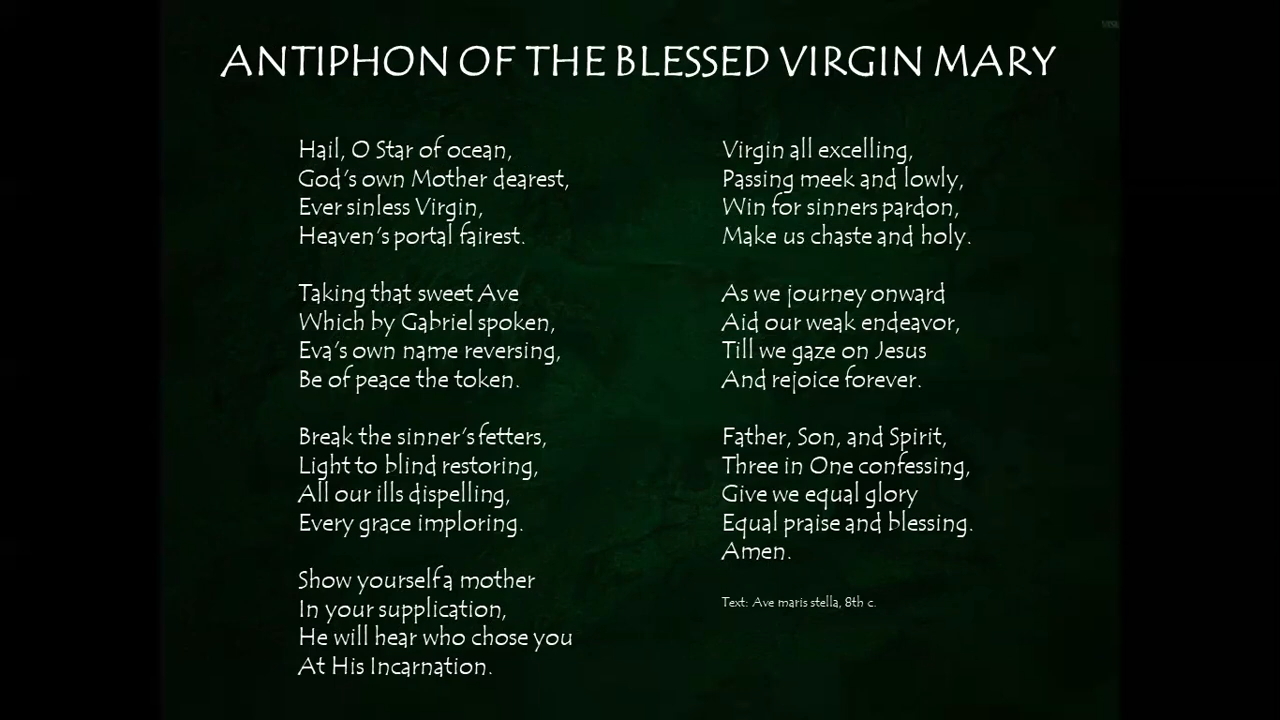 ANTIPHON OF THE BLESSED VIRGIN MARY
Hail, O Star of ocean,
God's own Mother dearest,
Ever sinless Virgin,
Heaven's portal fairest.
Taking that sweet Ave
Which by Gabriel spoken,
Eva's own name reversing,
Be of peace the token.
Break the sinner's fetters,
Light to blind restoring,
All our ills dispelling,
Every grace imploring.
Show yourself a mother
In your supplication,
He will hear who chose you
At His Incarnation.
Virgin all excelling,
Passing meek and lowly,
Win for sinners pardon,
Make us chaste and holy.
As we journey onward
Aid our weak endeavor,
Till we gaze on Jesus
And rejoice forever.
Father, Son, and Spirit,
Three in One confessing,
Give we equal glory
Equal praise and blessing.
Amen.
Text: Ave maris stella, 8th c.